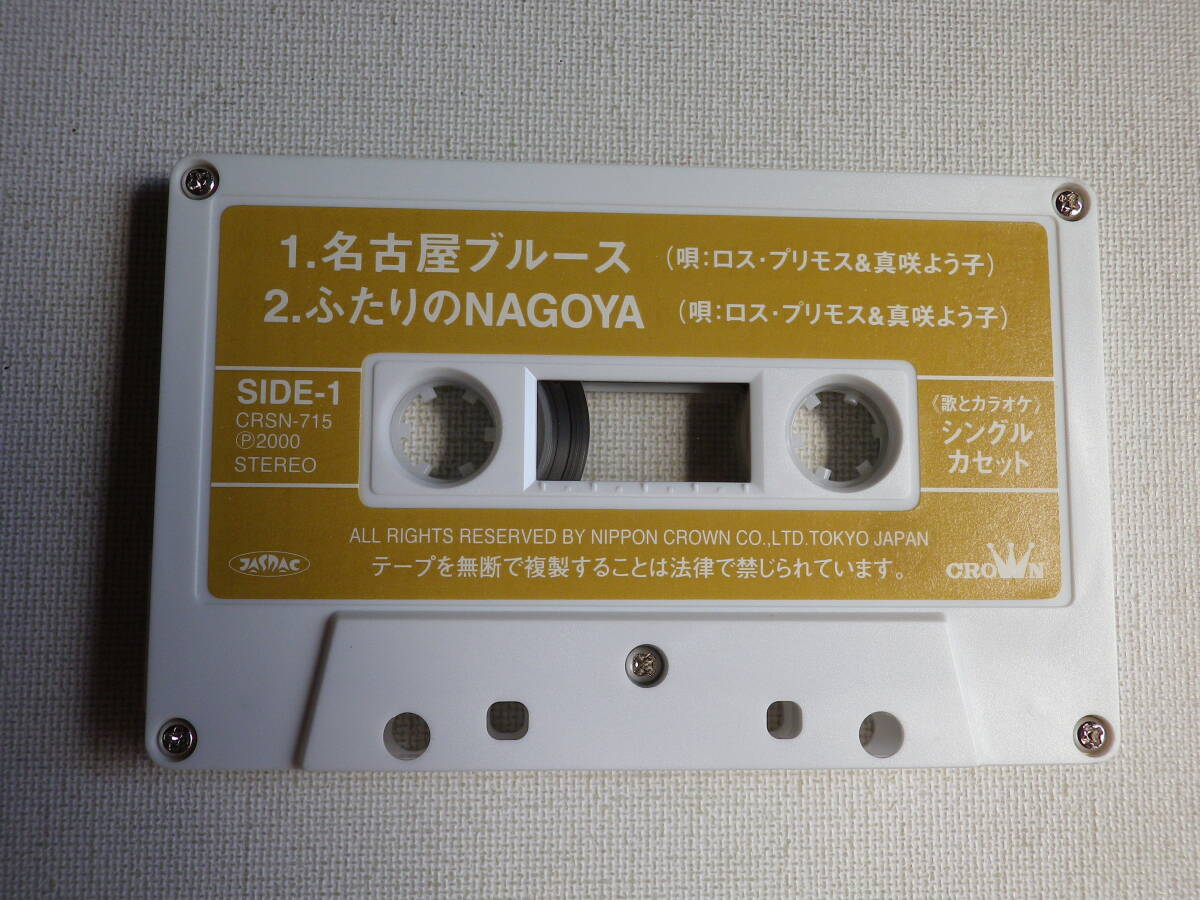 1.名古屋ブルース (唄:ロス・プリモス&真咲よう子)
2.ふたりのNAGOYA (唄:ロス・プリモス&真咲よう子)
SIDE-1
CRSN-715
Ⓟ2000
STEREO
《歌とカラオケ》
シングル
カセット
ALL RIGHTS RESERVED BY NIPPON CROWN CO.,LTD.TOKYO JAPAN
JASRAC
テープを無断で複製することは法律で禁じられています。
CROWN